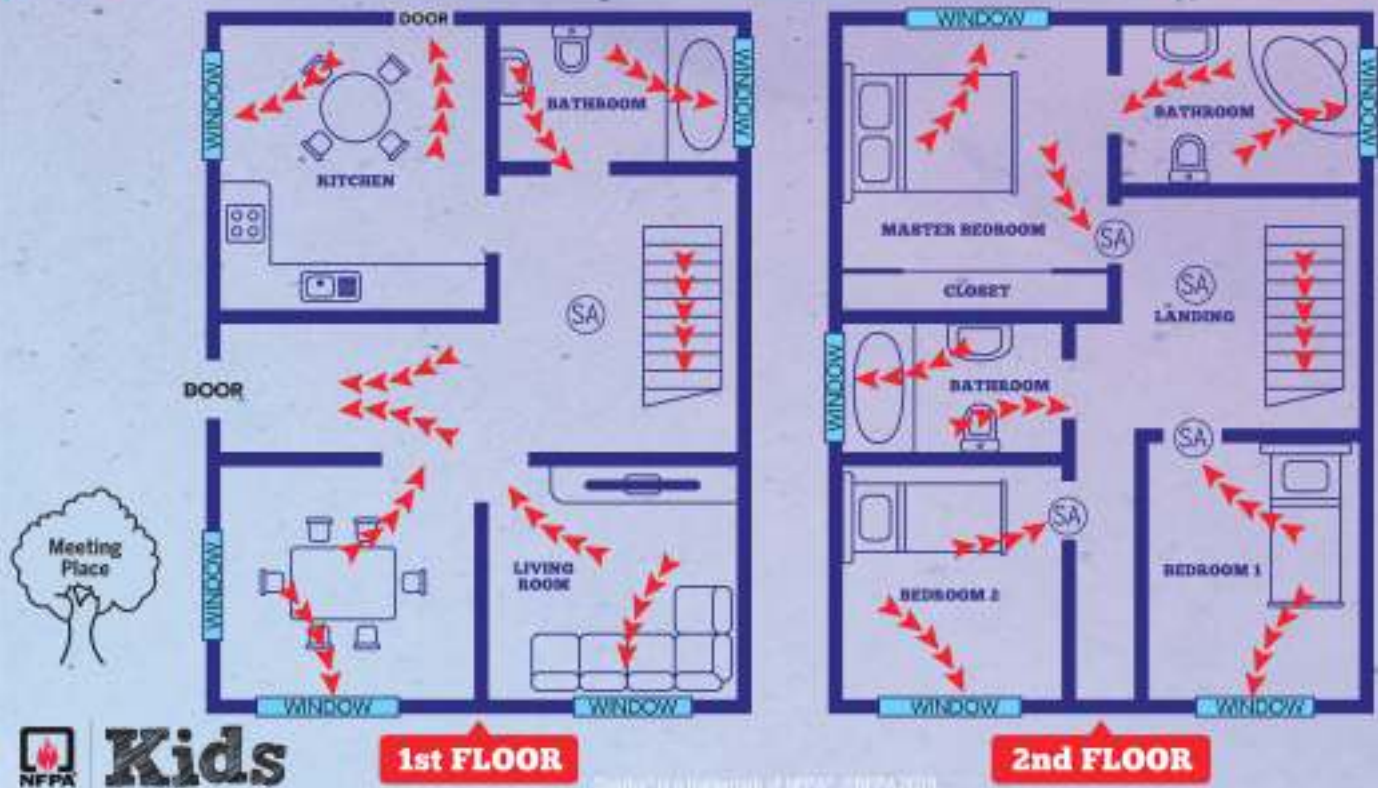 DOOR
WINDOW
WINDOW
KITCHEN
BATHROOM
WINDOW
SA
DOOR
WINDOW
LIVING
ROOM
WINDOW
WINDOW
Meeting
Place
WINDOW
MASTER BEDROOM
BATHROOM
WINDOW
SA
CLOSET
SA
LANDING
WINDOW
BATHROOM
SA
SA
BEDROOM 2
BEDROOM 1
WINDOW
WINDOW
NFPA
Kids
1st FLOOR
2nd FLOOR